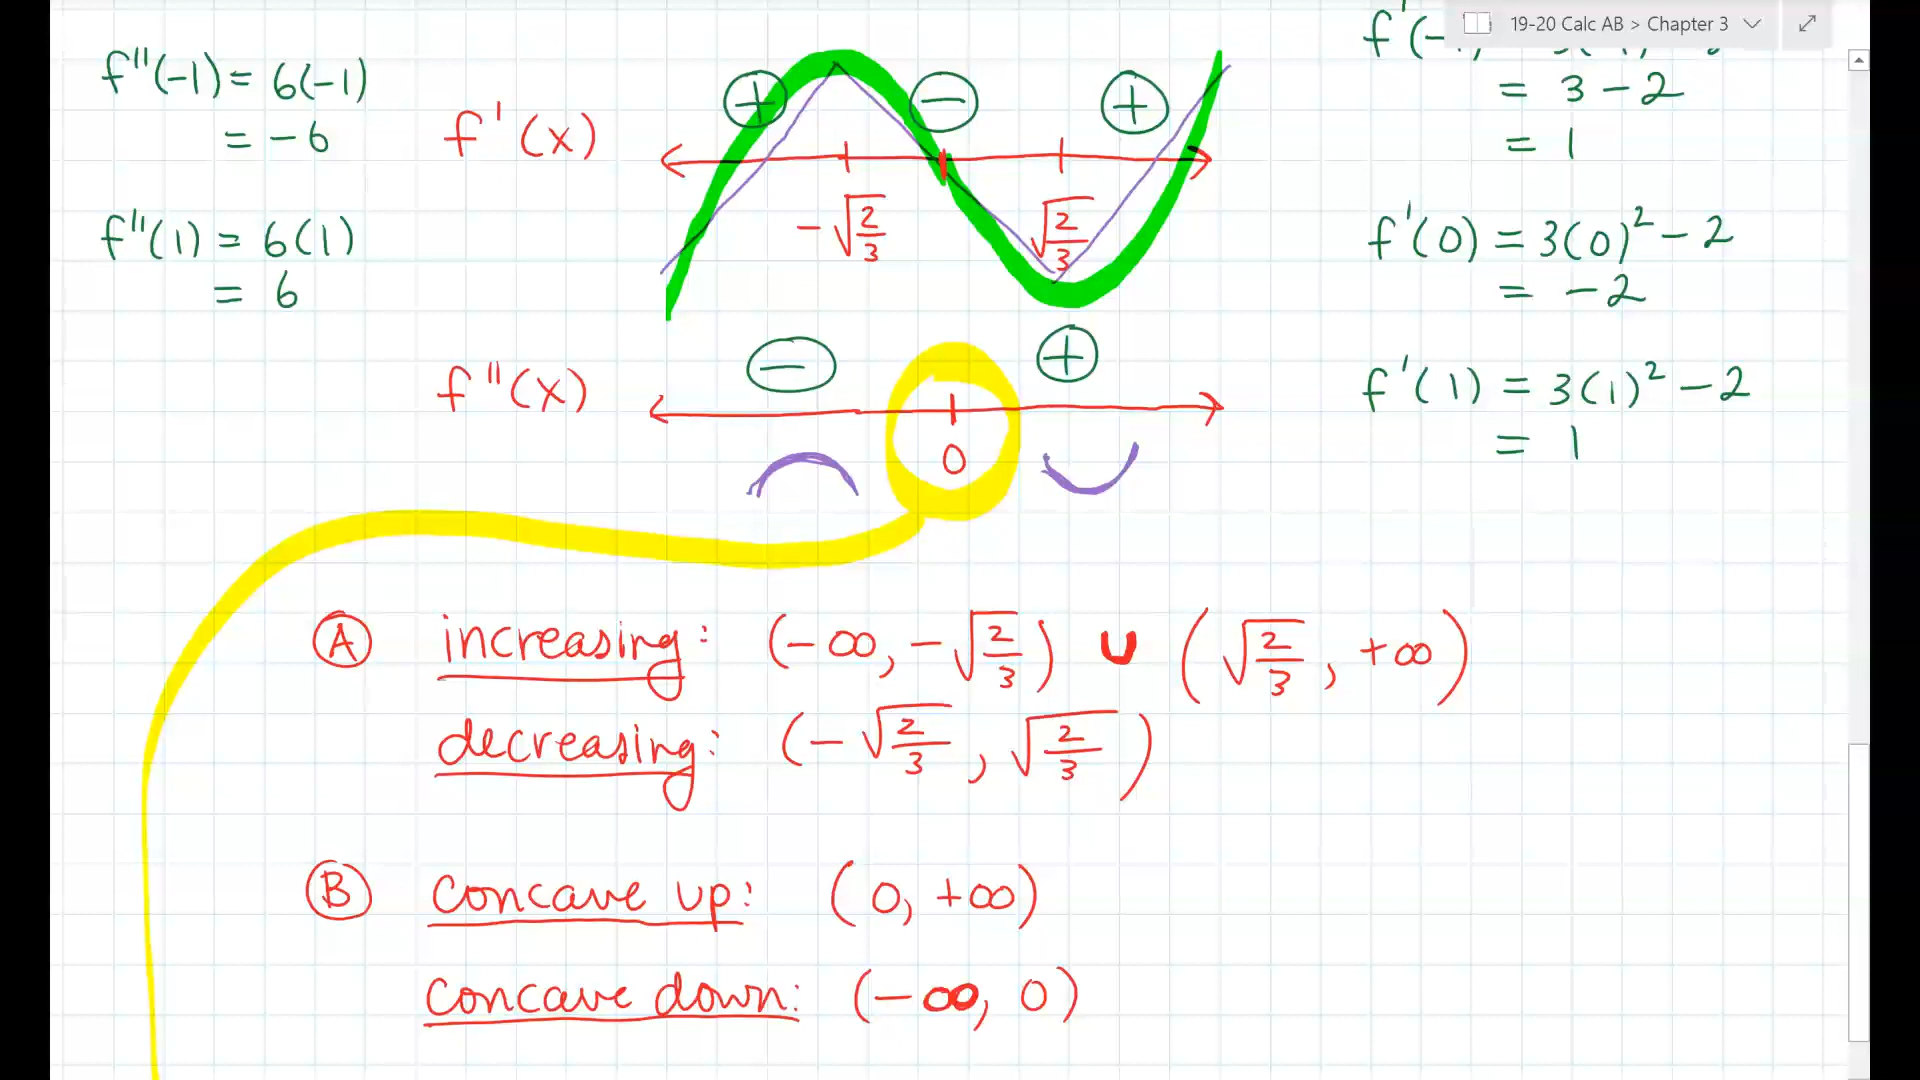 19-20 Calc AB > Chapter 3
f''(-1) = 6(-1)
= -6
f''(1) = 6(1)
= 6
f'(x)
+ - +
-√(2/3) √(2/3)
f''(x)
- +
0
= 3 - 2
= 1
f'(0) = 3(0)² - 2
= -2
f'(1) = 3(1)² - 2
= 1
Ⓐ increasing: (-∞, -√(2/3)) ∪ (√(2/3), +∞)
decreasing: (-√(2/3), √(2/3))
Ⓑ concave up: (0, +∞)
concave down: (-∞, 0)